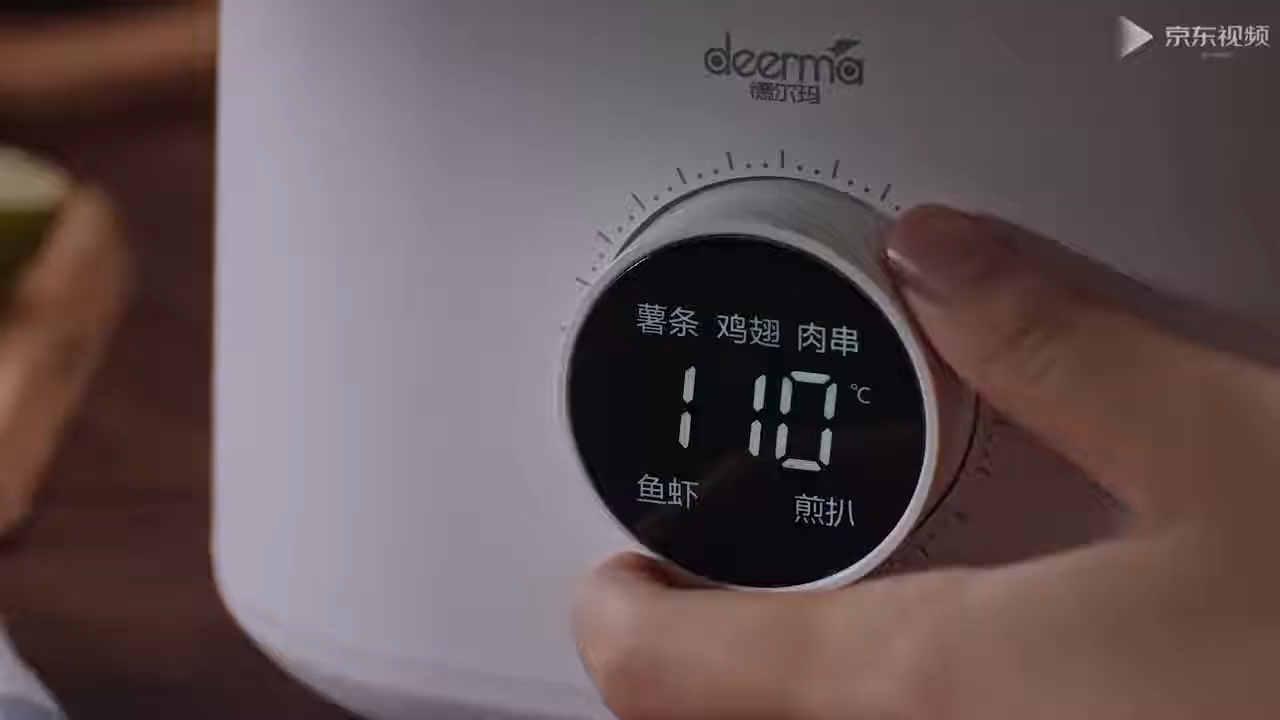 京东视频
deerma
德尔玛
薯条 鸡翅 肉串
110 ℃
鱼虾 煎扒